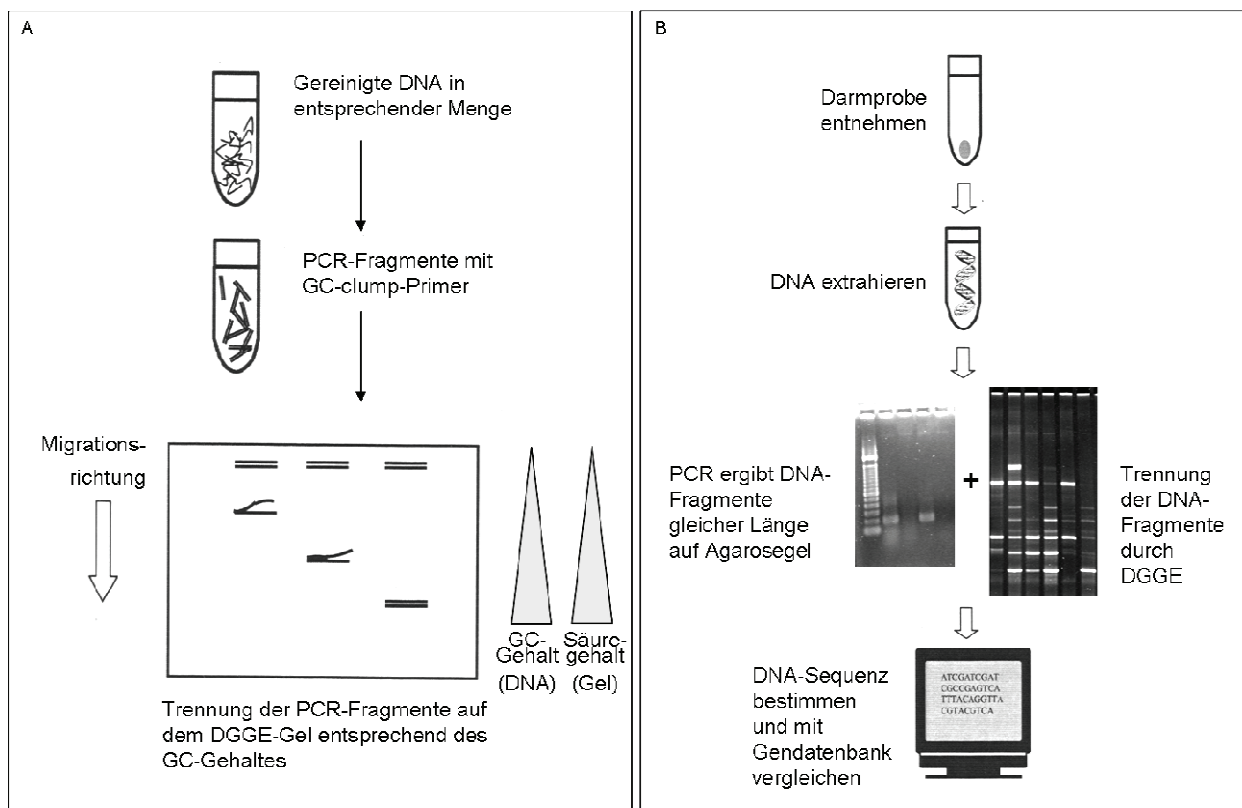 A
Gereinigte DNA in
entsprechender Menge
PCR-Fragmente mit
GC-clump-Primer
Migrations-
richtung
GC-
Gehalt
(DNA)
Säure-
gehalt
(Gel)
Trennung der PCR-Fragmente auf
dem DGGE-Gel entsprechend des
GC-Gehaltes
B
Darmprobe
entnehmen
DNA extrahieren
PCR ergibt DNA-
Fragmente
gleicher Länge
auf Agarosegel
+
Trennung
der DNA-
Fragmente
durch
DGGE
DNA-Sequenz
bestimmen
und mit
Gendatenbank
vergleichen
ATCGATCGAT
CGCCGAGTCA
TTTACAGGTTA
CGTACGTCA